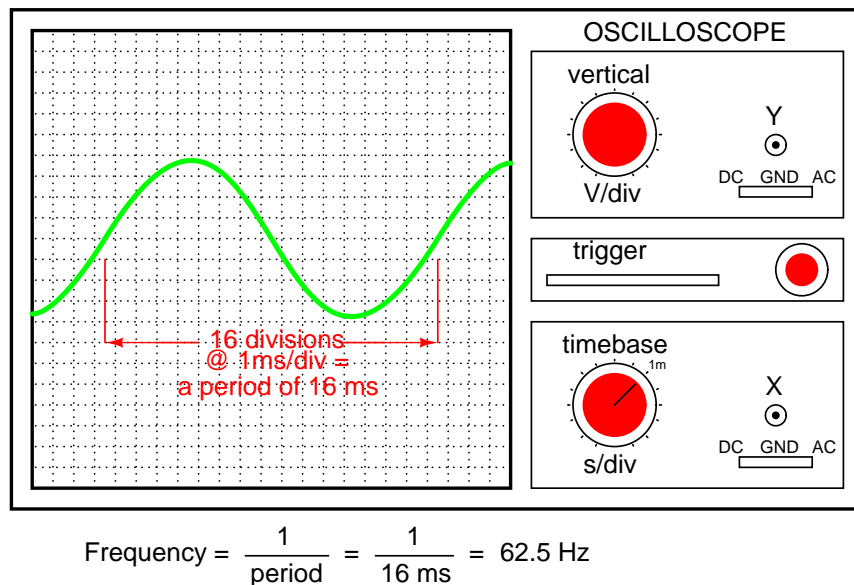 OSCILLOSCOPE
vertical
Y
DC GND AC
V/div
trigger
timebase
1m
X
DC GND AC
s/div
16 divisions
@ 1ms/div =
a period of 16 ms
Frequency = 1 / period = 1 / 16 ms = 62.5 Hz